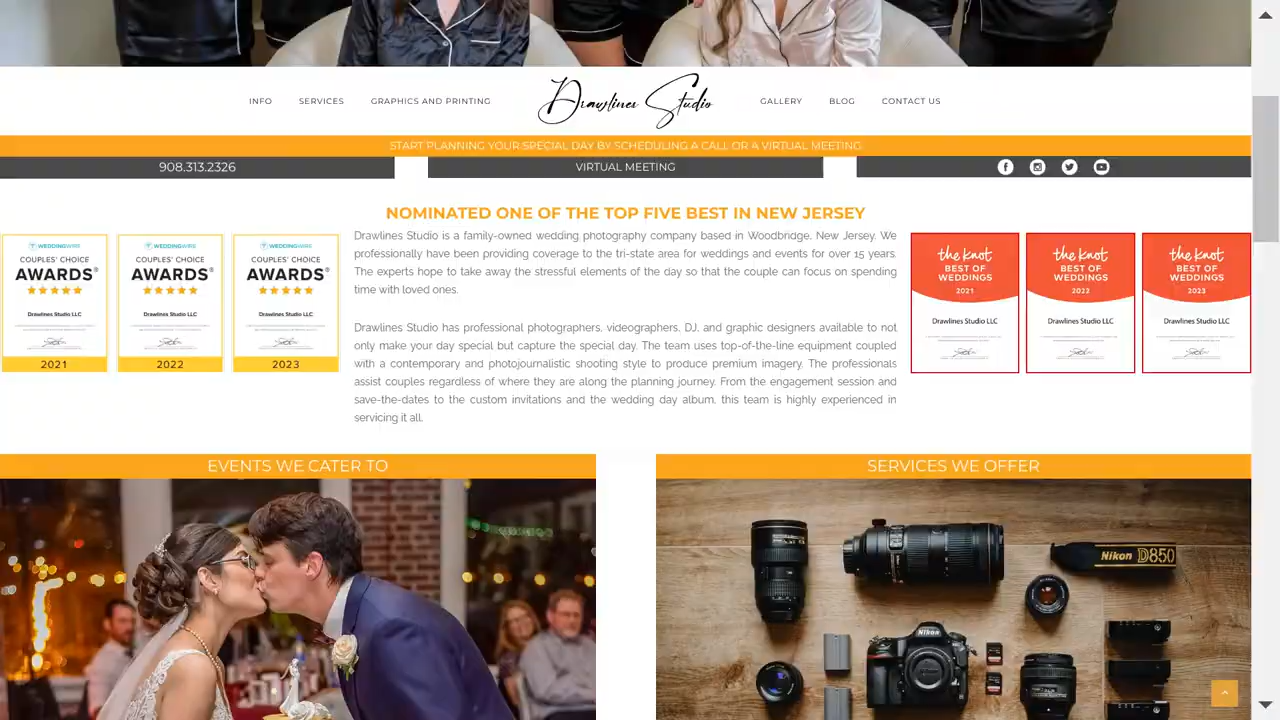 INFO
SERVICES
GRAPHICS AND PRINTING
Drawlines Studio
GALLERY
BLOG
CONTACT US
START PLANNING YOUR SPECIAL DAY BY SCHEDULING A CALL OR A VIRTUAL MEETING.
908.313.2326
VIRTUAL MEETING
NOMINATED ONE OF THE TOP FIVE BEST IN NEW JERSEY
WEDDINGWIRE
COUPLES' CHOICE
AWARDS®
Drawlines Studio LLC
2021
WEDDINGWIRE
COUPLES' CHOICE
AWARDS®
Drawlines Studio LLC
2022
WEDDINGWIRE
COUPLES' CHOICE
AWARDS®
Drawlines Studio LLC
2023
Drawlines Studio is a family-owned wedding photography company based in Woodbridge, New Jersey. We
professionally have been providing coverage to the tri-state area for weddings and events for over 15 years.
The experts hope to take away the stressful elements of the day so that the couple can focus on spending
time with loved ones.
Drawlines Studio has professional photographers, videographers, DJ, and graphic designers available to not
only make your day special but capture the special day. The team uses top-of-the-line equipment coupled
with a contemporary and photojournalistic shooting style to produce premium imagery. The professionals
assist couples regardless of where they are along the planning journey. From the engagement session and
save-the-dates to the custom invitations and the wedding day album, this team is highly experienced in
servicing it all.
the knot
BEST OF
WEDDINGS
2021
Drawlines Studio LLC
the knot
BEST OF
WEDDINGS
2022
Drawlines Studio LLC
the knot
BEST OF
WEDDINGS
2023
Drawlines Studio LLC
EVENTS WE CATER TO
SERVICES WE OFFER
Nikon D850
Nikon